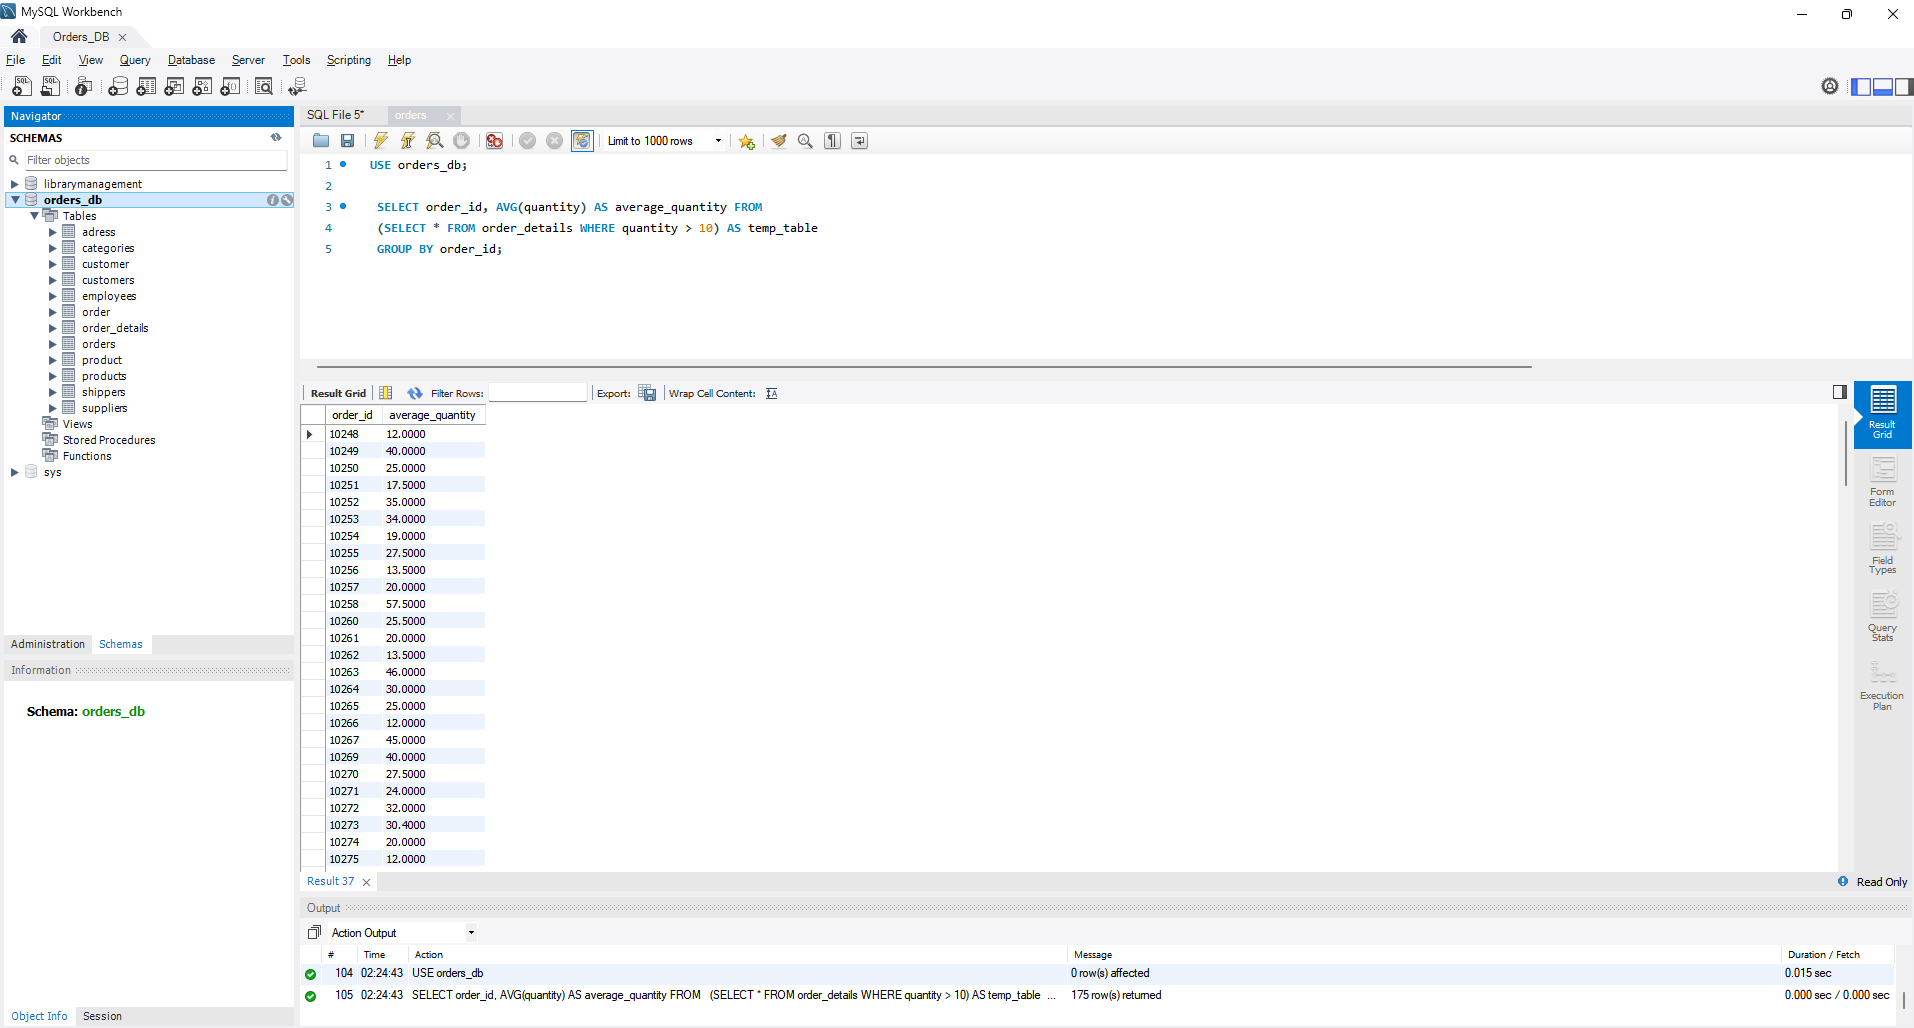 MySQL Workbench
Orders_DB
File Edit View Query Database Server Tools Scripting Help
Navigator
SCHEMAS
Filter objects
librarymanagement
orders_db
Tables
adress
categories
customer
customers
employees
order
order_details
orders
product
products
shippers
suppliers
Views
Stored Procedures
Functions
sys
Administration Schemas
Information
Schema: orders_db
Object Info Session
SQL File 5* orders
Limit to 1000 rows
1 USE orders_db;
2
3 SELECT order_id, AVG(quantity) AS average_quantity FROM
4 (SELECT * FROM order_details WHERE quantity > 10) AS temp_table
5 GROUP BY order_id;
Result Grid Filter Rows: Export: Wrap Cell Content:
order_id average_quantity
10248 12.0000
10249 40.0000
10250 25.0000
10251 17.5000
10252 35.0000
10253 34.0000
10254 19.0000
10255 27.5000
10256 13.5000
10257 20.0000
10258 57.5000
10260 25.5000
10261 20.0000
10262 13.5000
10263 46.0000
10264 30.0000
10265 25.0000
10266 12.0000
10267 45.0000
10269 40.0000
10270 27.5000
10271 24.0000
10272 32.0000
10273 30.4000
10274 20.0000
10275 12.0000
Result
Grid
Form
Editor
Field
Types
Query
Stats
Execution
Plan
Result 37
Read Only
Output
Action Output
# Time Action Message Duration / Fetch
104 02:24:43 USE orders_db 0 row(s) affected 0.015 sec
105 02:24:43 SELECT order_id, AVG(quantity) AS average_quantity FROM (SELECT * FROM order_details WHERE quantity > 10) AS temp_table ... 175 row(s) returned 0.000 sec / 0.000 sec